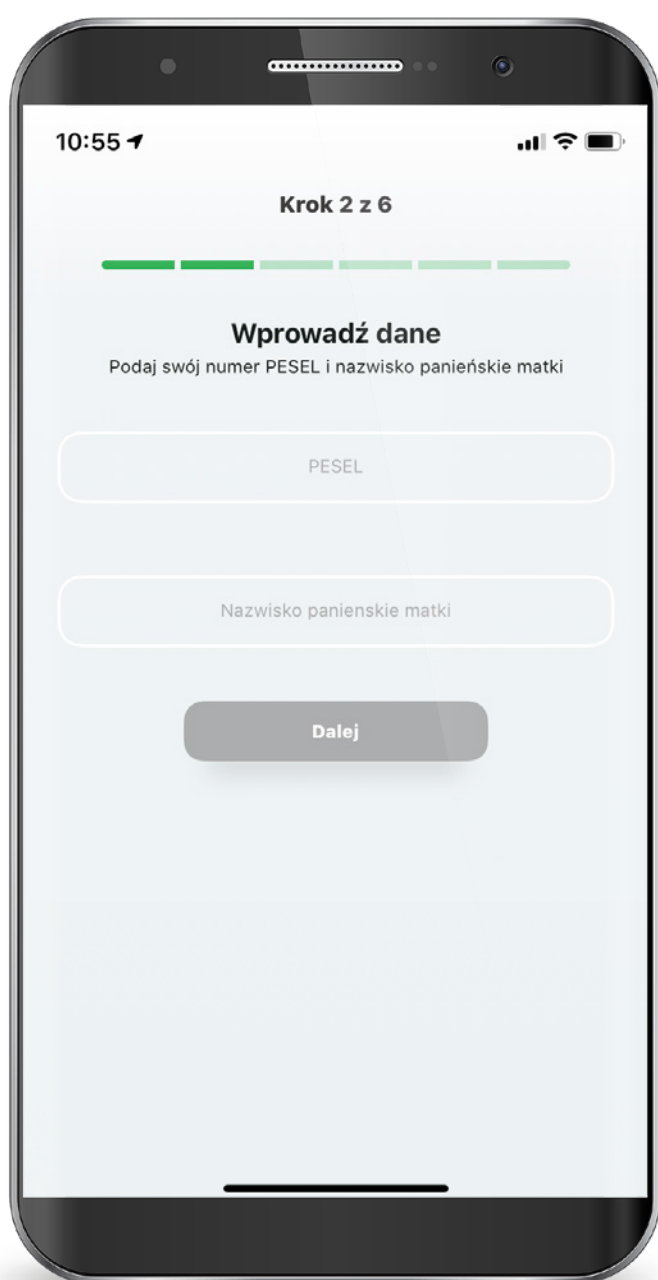 10:55
Krok 2 z 6
Wprowadź dane
Podaj swój numer PESEL i nazwisko panieńskie matki
PESEL
Nazwisko panienskie matki
Dalej